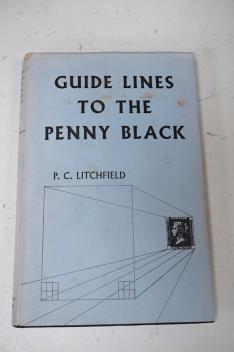 GUIDE LINES
TO THE
PENNY BLACK
P. C. LITCHFIELD